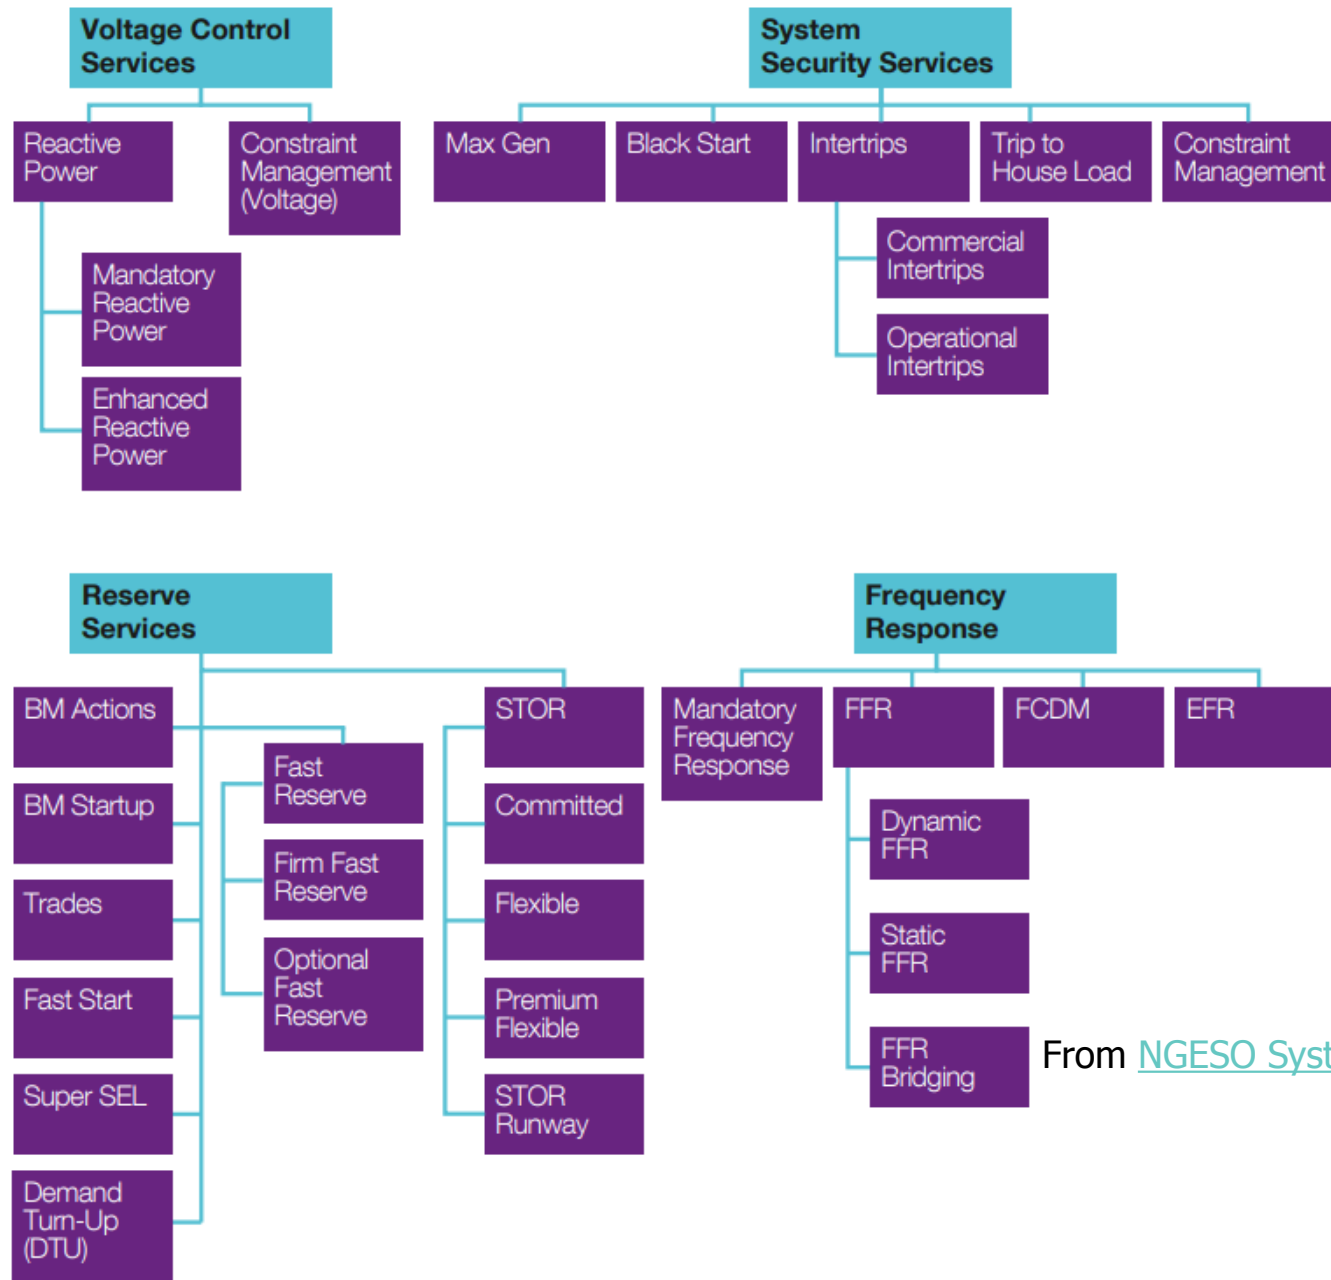 Voltage Control
Services
Reactive
Power
Constraint
Management
(Voltage)
Mandatory
Reactive
Power
Enhanced
Reactive
Power
System
Security Services
Max Gen
Black Start
Intertrips
Trip to
House Load
Constraint
Management
Commercial
Intertrips
Operational
Intertrips
Reserve
Services
BM Actions
BM Startup
Trades
Fast Start
Super SEL
Demand
Turn-Up
(DTU)
Fast
Reserve
Firm Fast
Reserve
Optional
Fast
Reserve
STOR
Committed
Flexible
Premium
Flexible
STOR
Runway
Frequency
Response
Mandatory
Frequency
Response
FFR
FCDM
EFR
Dynamic
FFR
Static
FFR
FFR
Bridging
From NGESO Syst